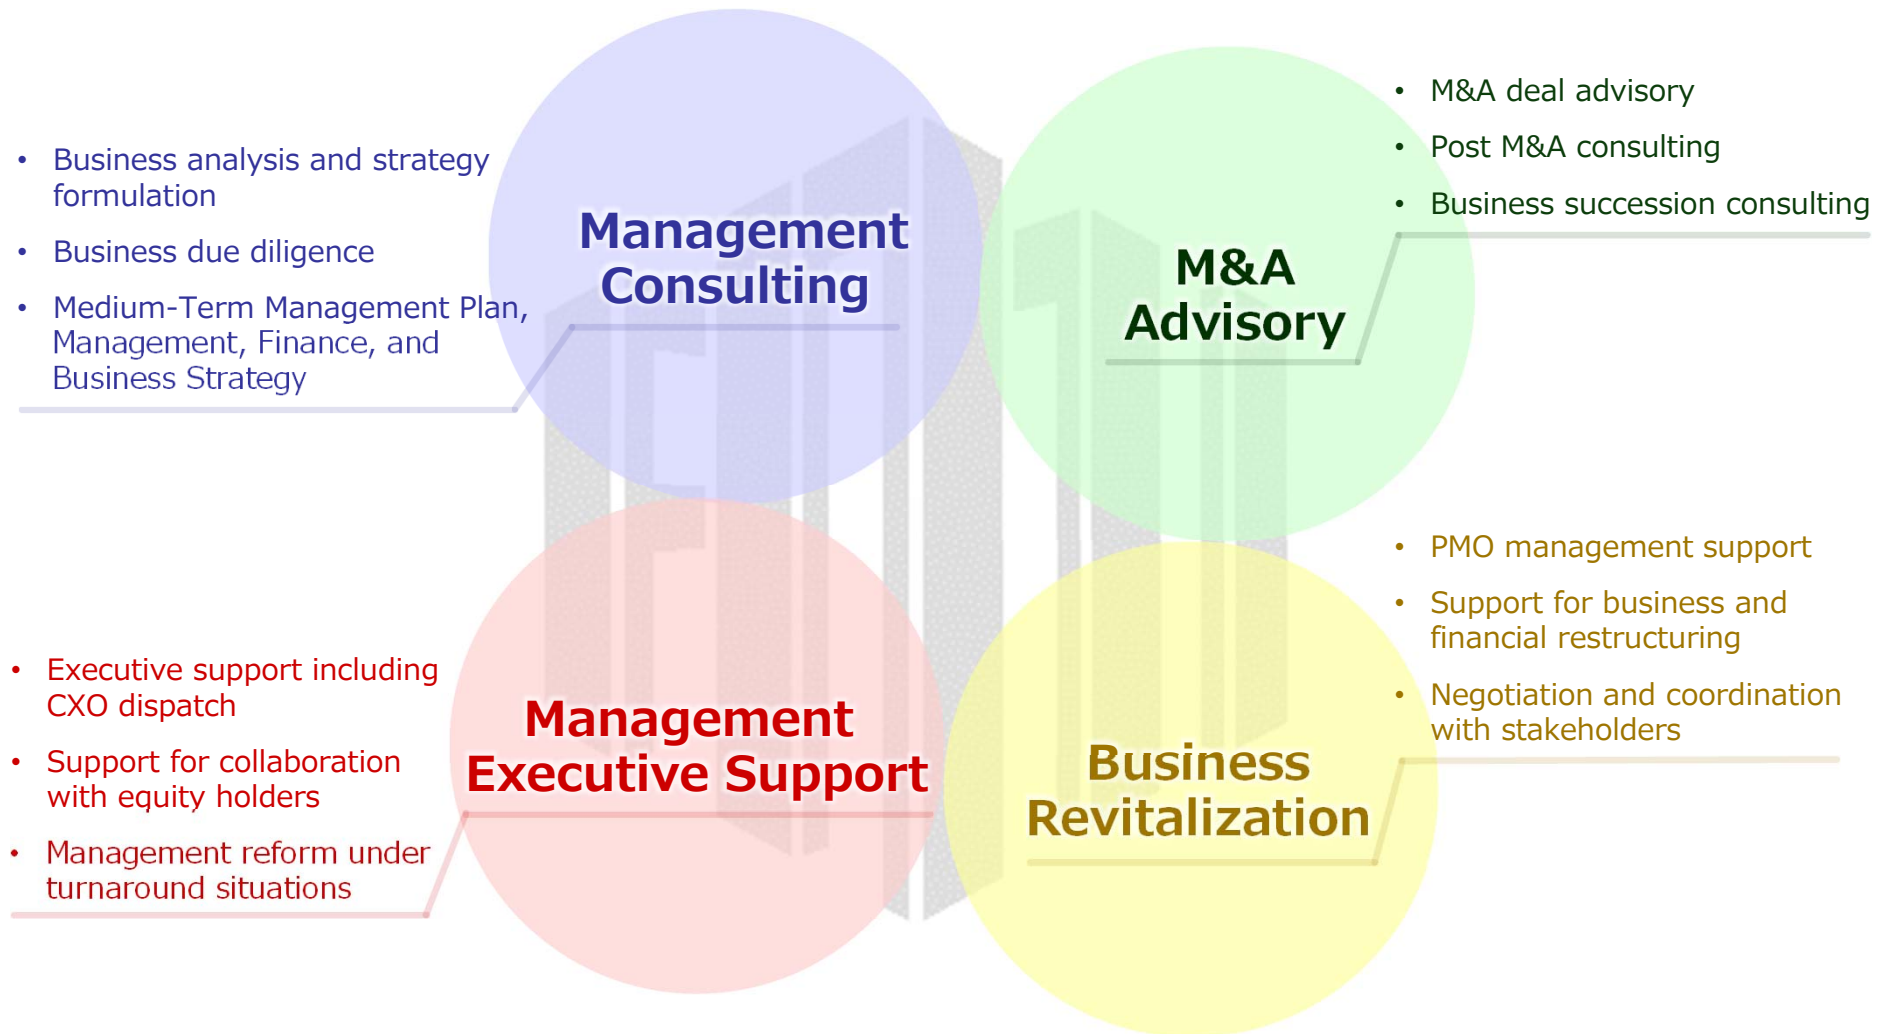 Management
Consulting
• Business analysis and strategy
formulation
• Business due diligence
• Medium-Term Management Plan,
Management, Finance, and
Business Strategy
M&A
Advisory
• M&A deal advisory
• Post M&A consulting
• Business succession consulting
Management
Executive Support
• Executive support including
CXO dispatch
• Support for collaboration
with equity holders
• Management reform under
turnaround situations
Business
Revitalization
• PMO management support
• Support for business and
financial restructuring
• Negotiation and coordination
with stakeholders